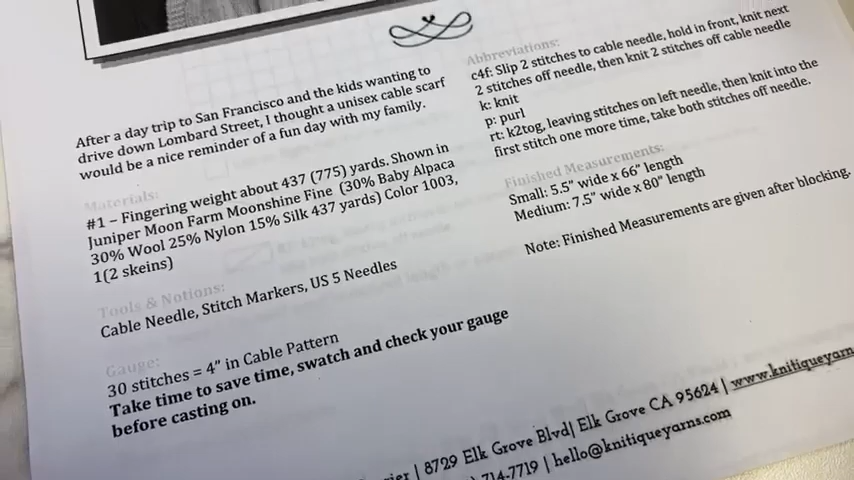 After a day trip to San Francisco and the kids wanting to
drive down Lombard Street, I thought a unisex cable scarf
would be a nice reminder of a fun day with my family.
Materials:
#1 – Fingering weight about 437 (775) yards. Shown in
Juniper Moon Farm Moonshine Fine (30% Baby Alpaca
30% Wool 25% Nylon 15% Silk 437 yards) Color 1003,
1(2 skeins)
Tools & Notions:
Cable Needle, Stitch Markers, US 5 Needles
Gauge:
30 stitches = 4" in Cable Pattern
Take time to save time, swatch and check your gauge
before casting on.
Abbreviations:
c4f: Slip 2 stitches to cable needle, hold in front, knit next
2 stitches off needle, then knit 2 stitches off cable needle
k: knit
p: purl
rt: k2tog, leaving stitches on left needle, then knit into the
first stitch one more time, take both stitches off needle.
Finished Measurements:
Small: 5.5" wide x 66" length
Medium: 7.5" wide x 80" length
Note: Finished Measurements are given after blocking.
| 8729 Elk Grove Blvd| Elk Grove CA 95624 | www.knitiqueyarn
714-7719 | hello@knitiqueyarns.com